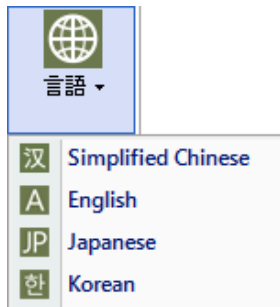 言語
汉 Simplified Chinese
A English
JP Japanese
한 Korean